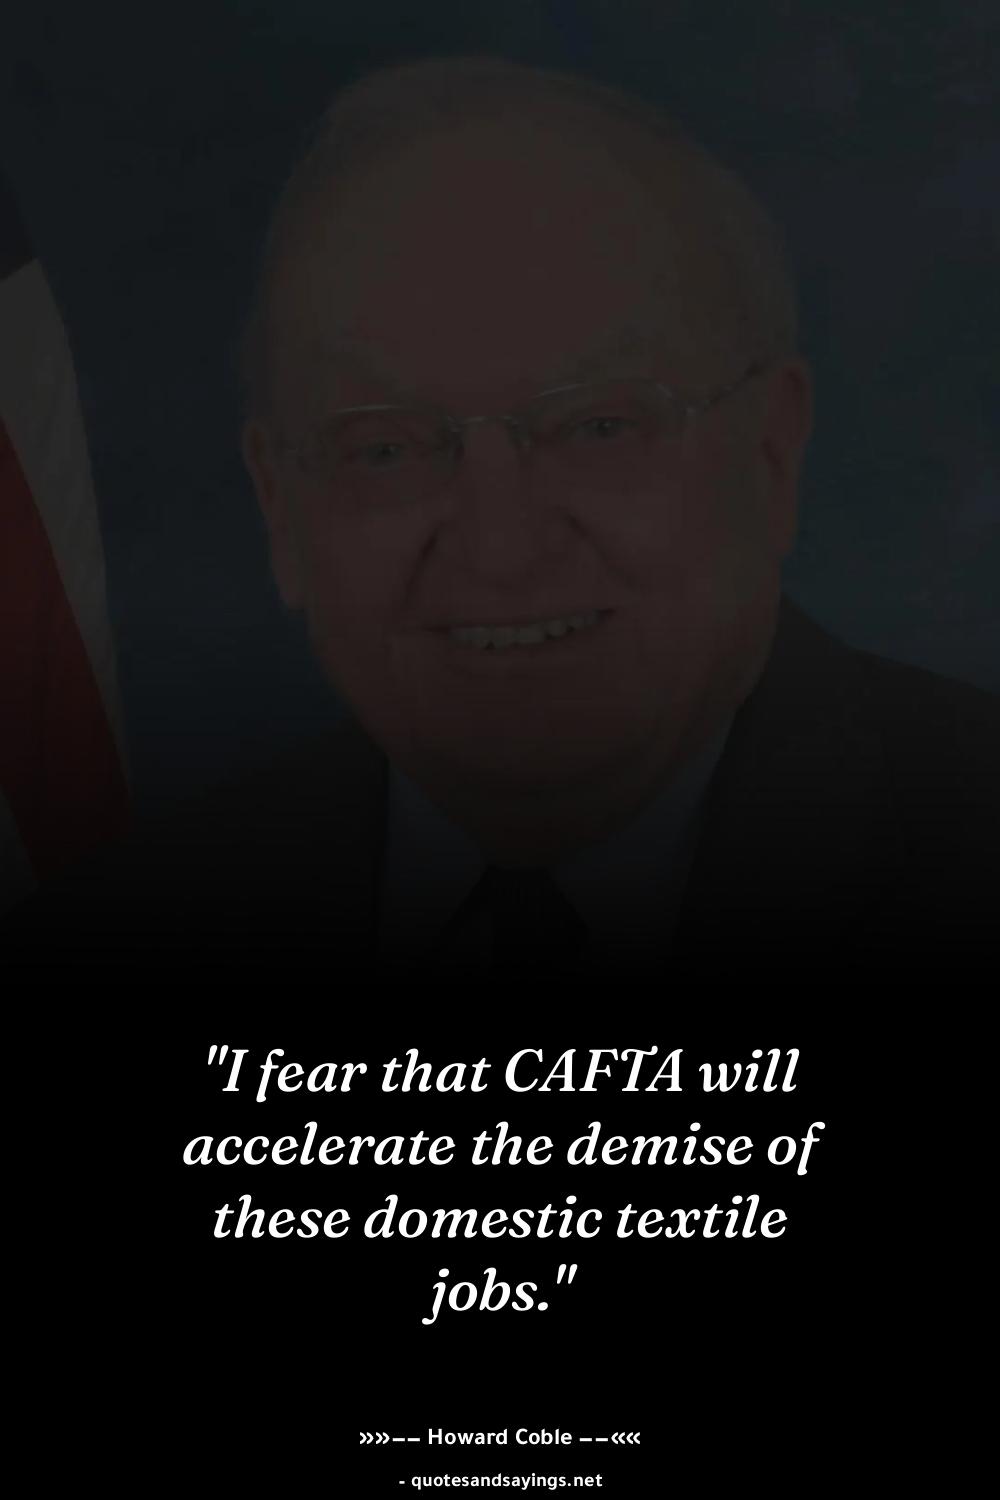 "I fear that CAFTA will
accelerate the demise of
these domestic textile
jobs."
»»−− Howard Coble −−««
- quotesandsayings.net